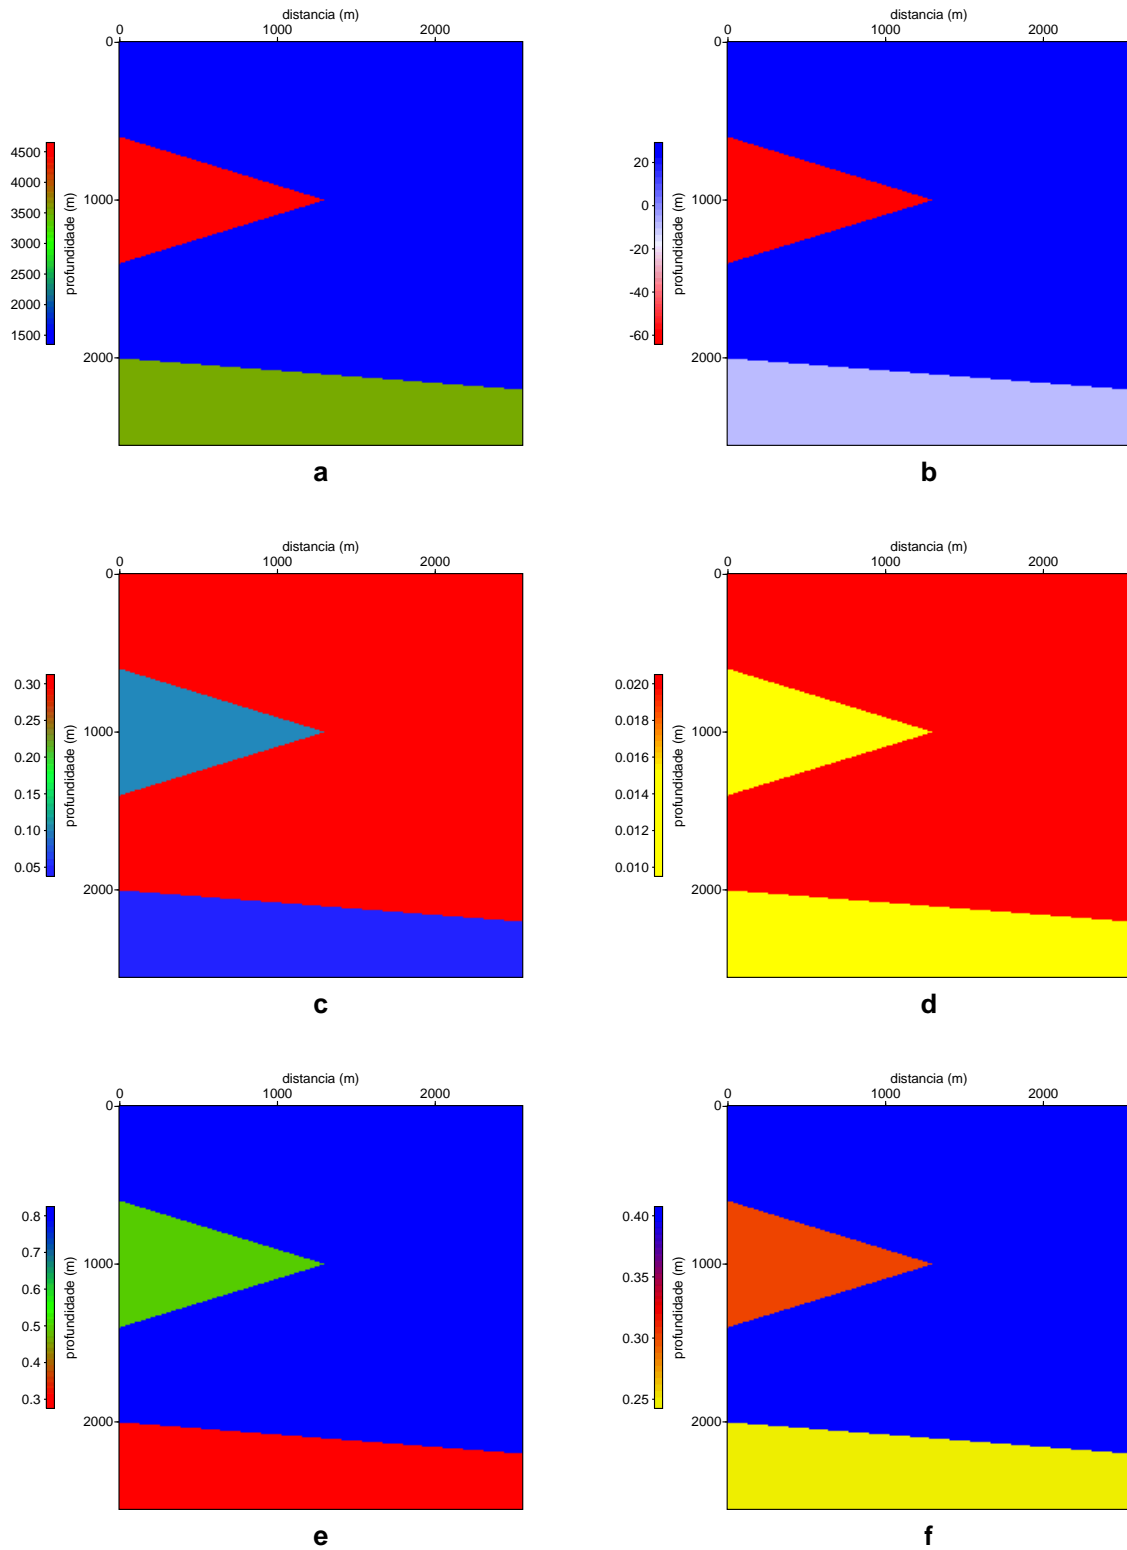 distancia (m)
0 1000 2000
0
1000
2000
profundidade (m)
4500
4000
3500
3000
2500
2000
1500
a
distancia (m)
0 1000 2000
0
1000
2000
profundidade (m)
20
0
-20
-40
-60
b
distancia (m)
0 1000 2000
0
1000
2000
profundidade (m)
0.30
0.25
0.20
0.15
0.10
0.05
c
distancia (m)
0 1000 2000
0
1000
2000
profundidade (m)
0.020
0.018
0.016
0.014
0.012
0.010
d
distancia (m)
0 1000 2000
0
1000
2000
profundidade (m)
0.8
0.7
0.6
0.5
0.4
0.3
e
distancia (m)
0 1000 2000
0
1000
2000
profundidade (m)
0.40
0.35
0.30
0.25
f